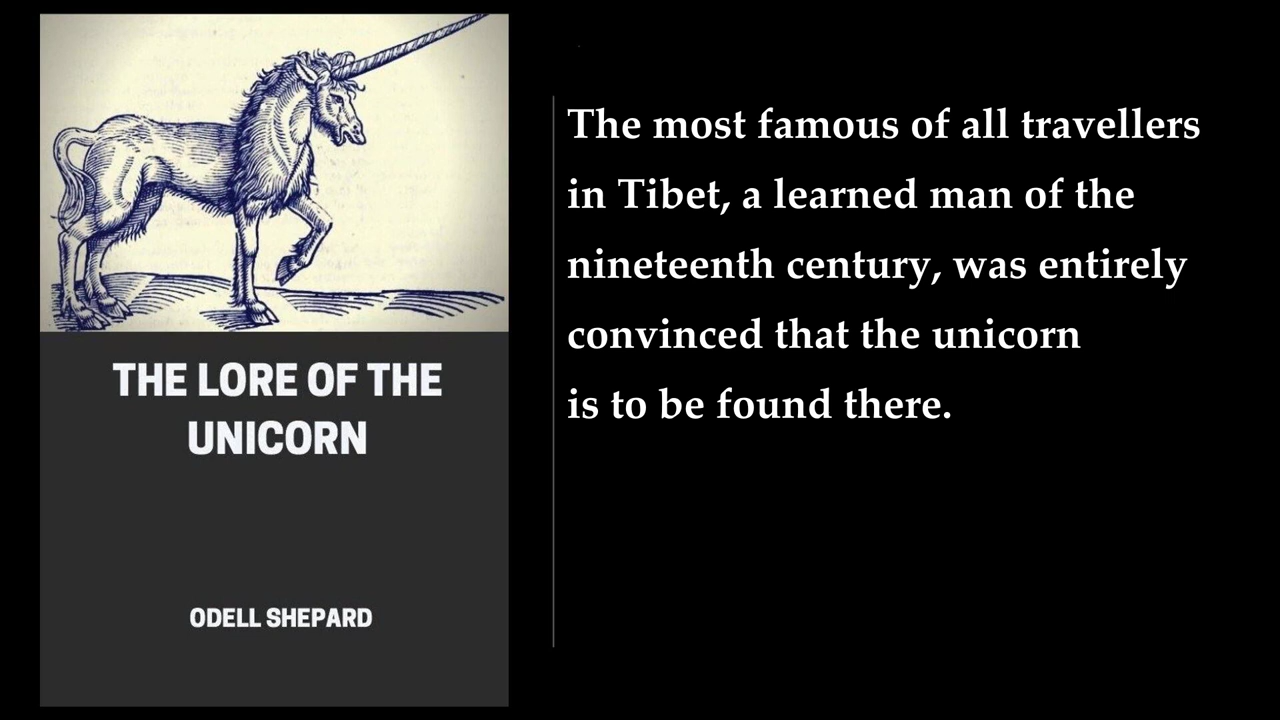 THE LORE OF THE
UNICORN
ODELL SHEPARD
The most famous of all travellers
in Tibet, a learned man of the
nineteenth century, was entirely
convinced that the unicorn
is to be found there.